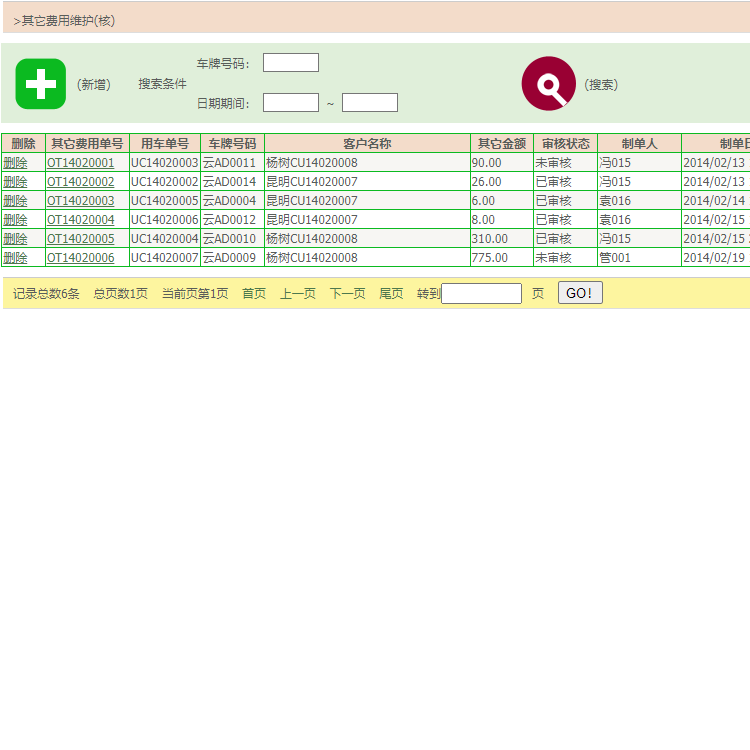 >其它费用维护(核)
车牌号码：
(新增) 搜索条件 (搜索)
日期期间： ~
删除 其它费用单号 用车单号 车牌号码 客户名称 其它金额 审核状态 制单人 制单日
删除 OT14020001 UC14020003 云AD0011 杨树CU14020008 90.00 未审核 冯015 2014/02/13
删除 OT14020002 UC14020002 云AD0014 昆明CU14020007 26.00 已审核 冯015 2014/02/13
删除 OT14020003 UC14020005 云AD0004 昆明CU14020007 6.00 已审核 袁016 2014/02/14
删除 OT14020004 UC14020006 云AD0012 昆明CU14020007 8.00 已审核 袁016 2014/02/15
删除 OT14020005 UC14020004 云AD0010 杨树CU14020008 310.00 已审核 冯015 2014/02/15
删除 OT14020006 UC14020007 云AD0009 杨树CU14020008 775.00 未审核 管001 2014/02/19
记录总数6条 总页数1页 当前页第1页 首页 上一页 下一页 尾页 转到 页 GO!